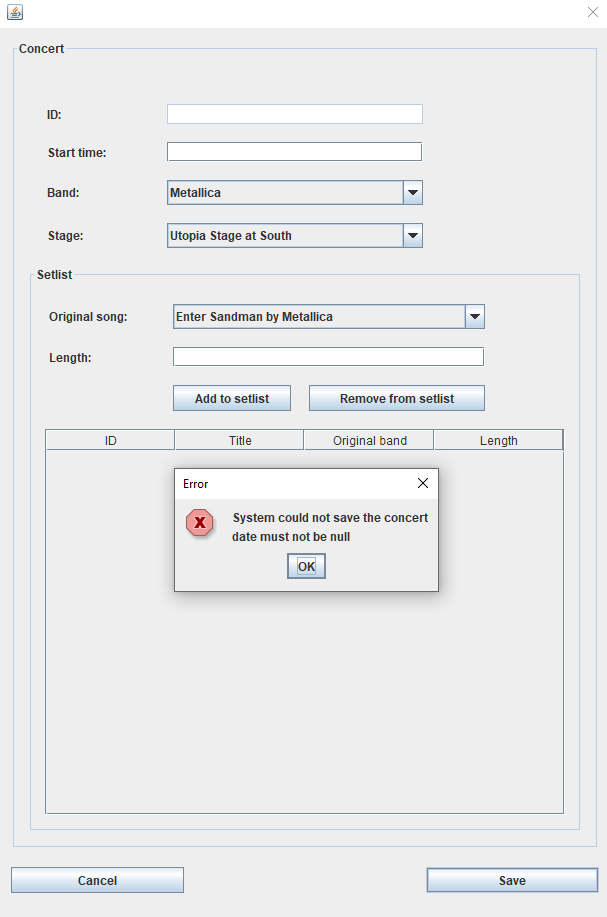 Concert
ID:
Start time:
Band:
Metallica
Stage:
Utopia Stage at South
Setlist
Original song:
Enter Sandman by Metallica
Length:
Add to setlist
Remove from setlist
ID
Title
Original band
Length
Error
System could not save the concert
date must not be null
OK
Cancel
Save